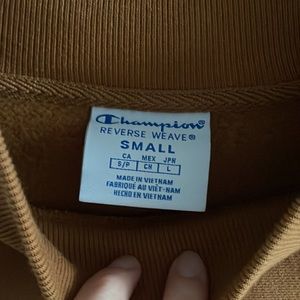 Champion®
REVERSE WEAVE®
SMALL
CA MEX JPN
S/P CH L
MADE IN VIETNAM
FABRIQUÉ AU VIÊT-NAM
HECHO EN VIETNAM